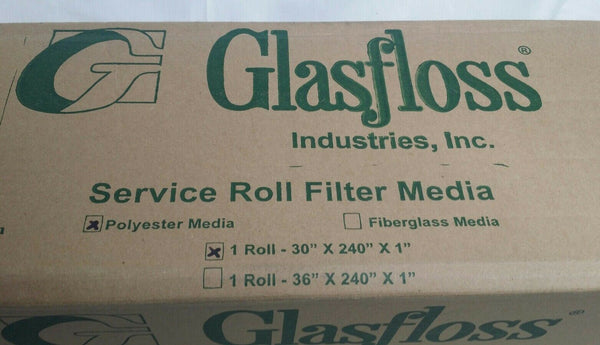 G
Glasfloss®
Industries, Inc.
Service Roll Filter Media
☒ Polyester Media ☐ Fiberglass Media
☒ 1 Roll - 30” X 240” X 1”
☐ 1 Roll - 36” X 240” X 1”
Glasfloss®